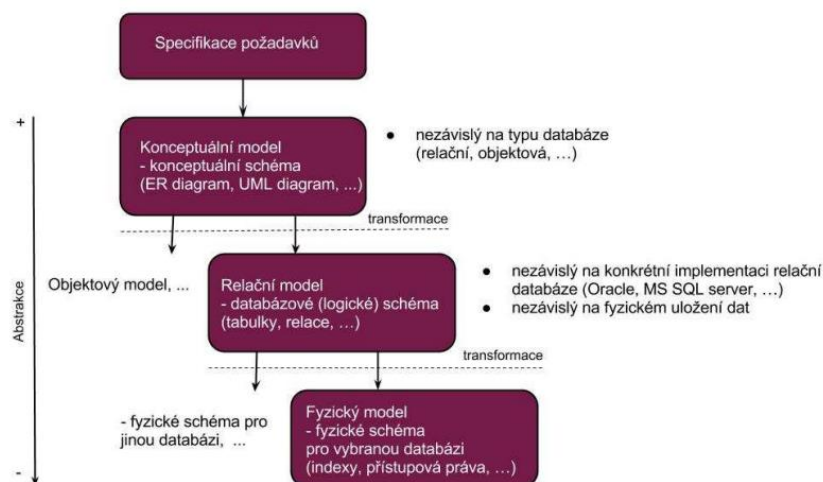 Specifikace požadavků
+
Konceptuální model
- konceptuální schéma
(ER diagram, UML diagram, ...)
● nezávislý na typu databáze
(relační, objektová, …)
transformace
Objektový model, ...
Relační model
- databázové (logické) schéma
(tabulky, relace, …)
● nezávislý na konkrétní implementaci relační
databáze (Oracle, MS SQL server, …)
● nezávislý na fyzickém uložení dat
Abstrakce
transformace
- fyzické schéma pro
jinou databázi, ...
Fyzický model
- fyzické schéma
pro vybranou databázi
(indexy, přístupová práva, …)
-